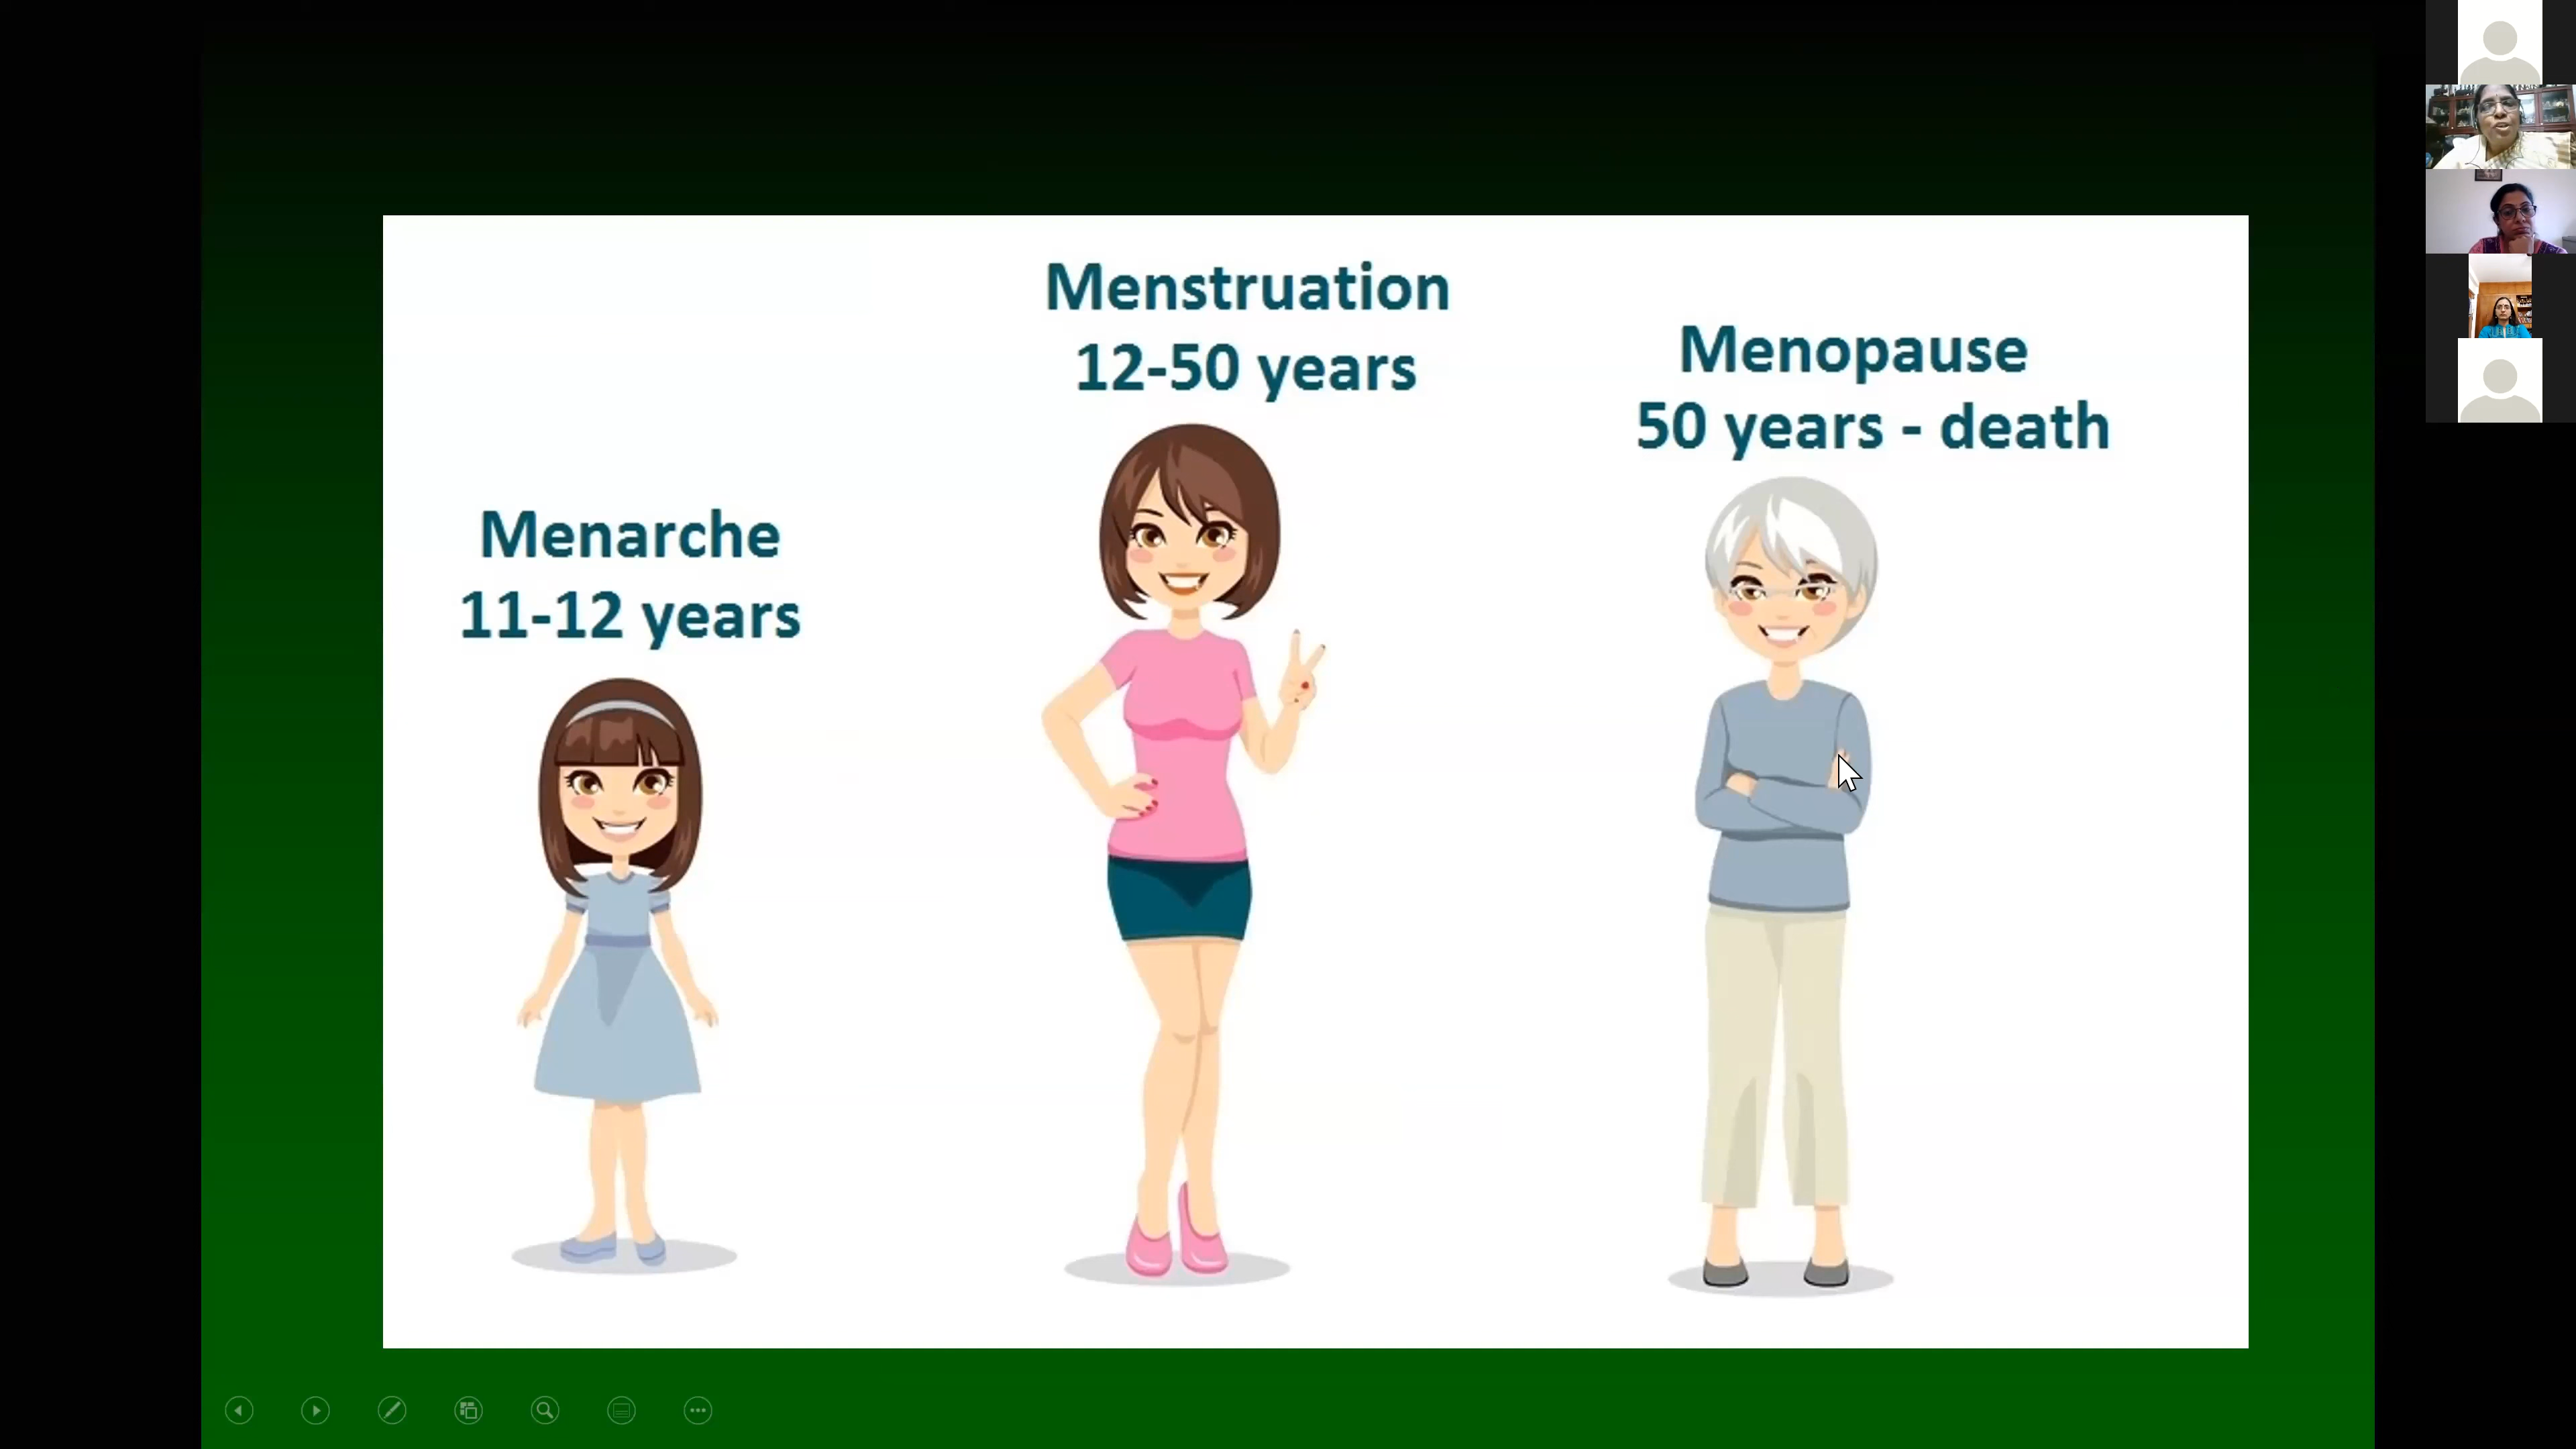 Menarche
11-12 years
Menstruation
12-50 years
Menopause
50 years - death